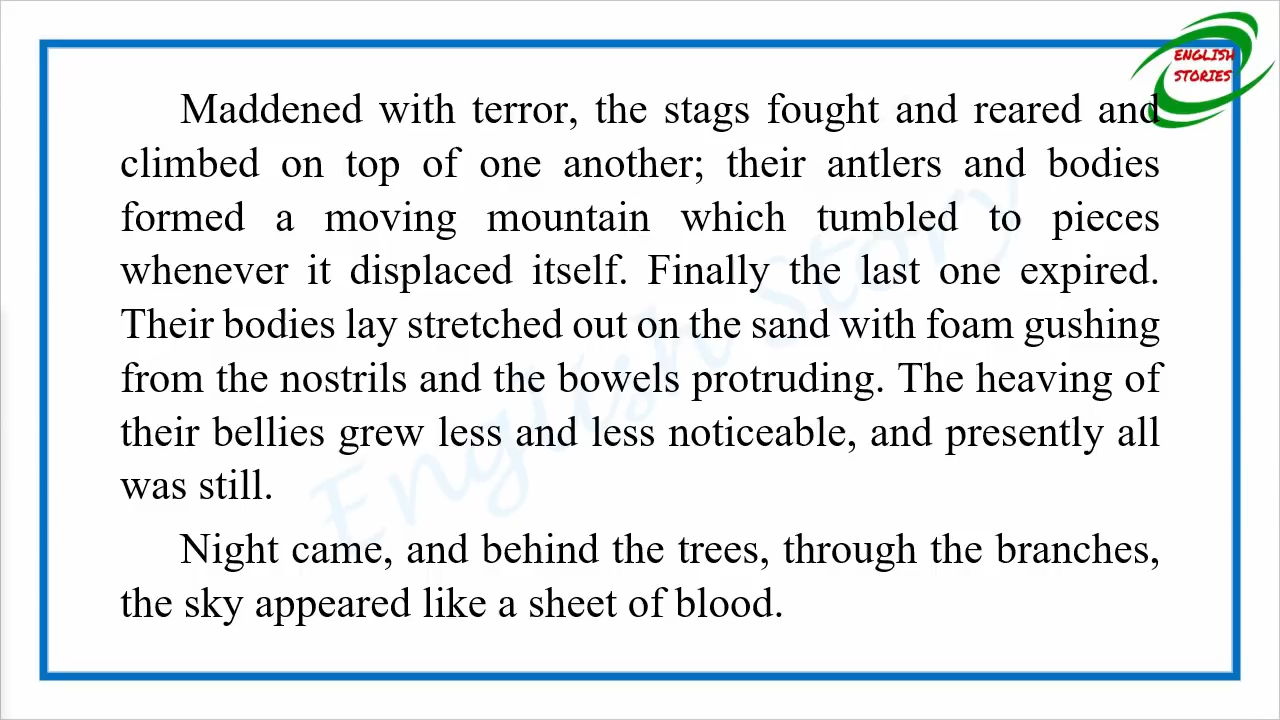 ENGLISH
STORIES
Maddened with terror, the stags fought and reared and
climbed on top of one another; their antlers and bodies
formed a moving mountain which tumbled to pieces
whenever it displaced itself. Finally the last one expired.
Their bodies lay stretched out on the sand with foam gushing
from the nostrils and the bowels protruding. The heaving of
their bellies grew less and less noticeable, and presently all
was still.
Night came, and behind the trees, through the branches,
the sky appeared like a sheet of blood.
English Story